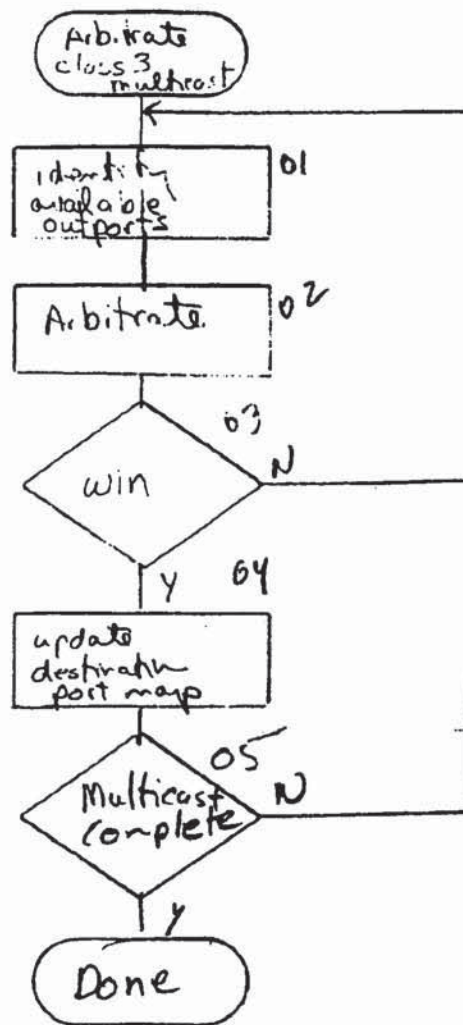 Arbitrate
class 3
multicast
identify
01
available
outports
Arbitrate
02
03
win
N
Y
04
update
destination
port map
05
Multicast
complete
N
Y
Done